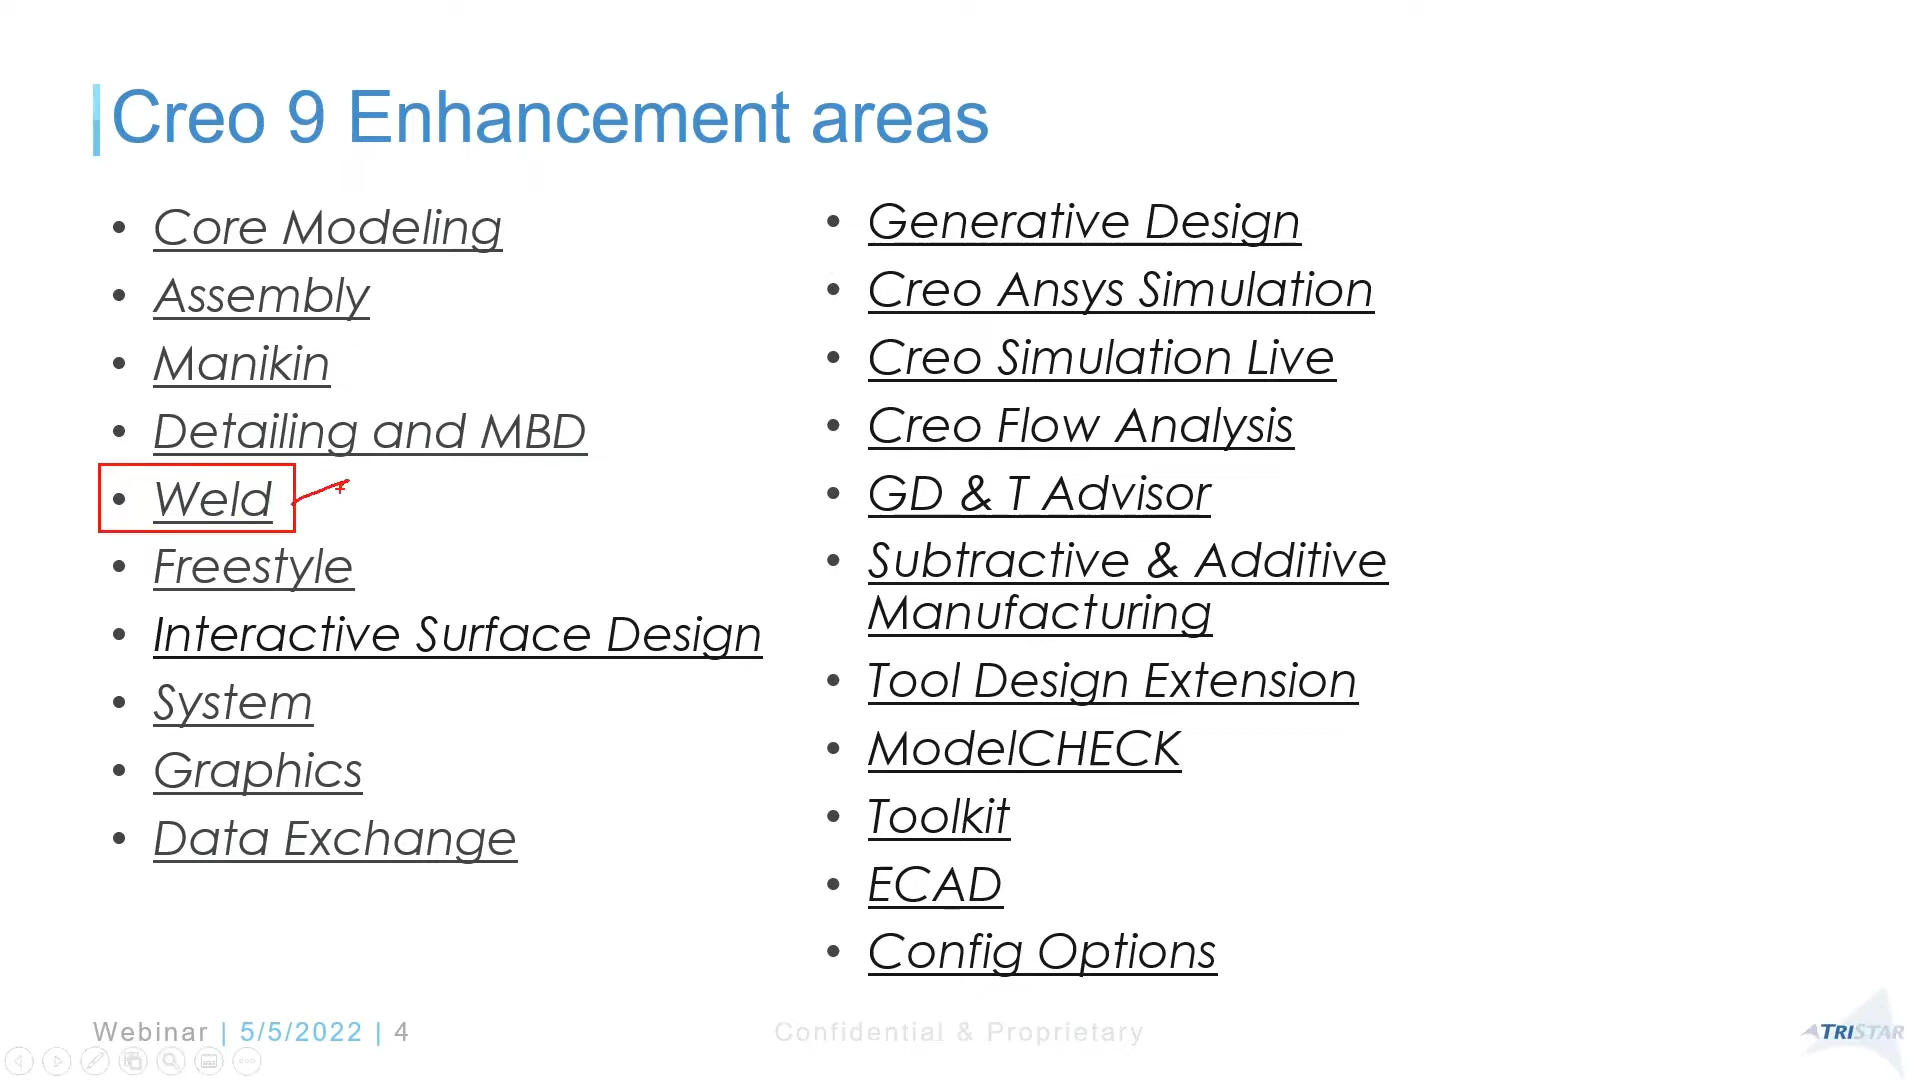 Creo 9 Enhancement areas
• Core Modeling
• Assembly
• Manikin
• Detailing and MBD
• Weld
• Freestyle
• Interactive Surface Design
• System
• Graphics
• Data Exchange
• Generative Design
• Creo Ansys Simulation
• Creo Simulation Live
• Creo Flow Analysis
• GD & T Advisor
• Subtractive & Additive
Manufacturing
• Tool Design Extension
• ModelCHECK
• Toolkit
• ECAD
• Config Options
Webinar | 5/5/2022 | 4
Confidential & Proprietary
TRISTAR